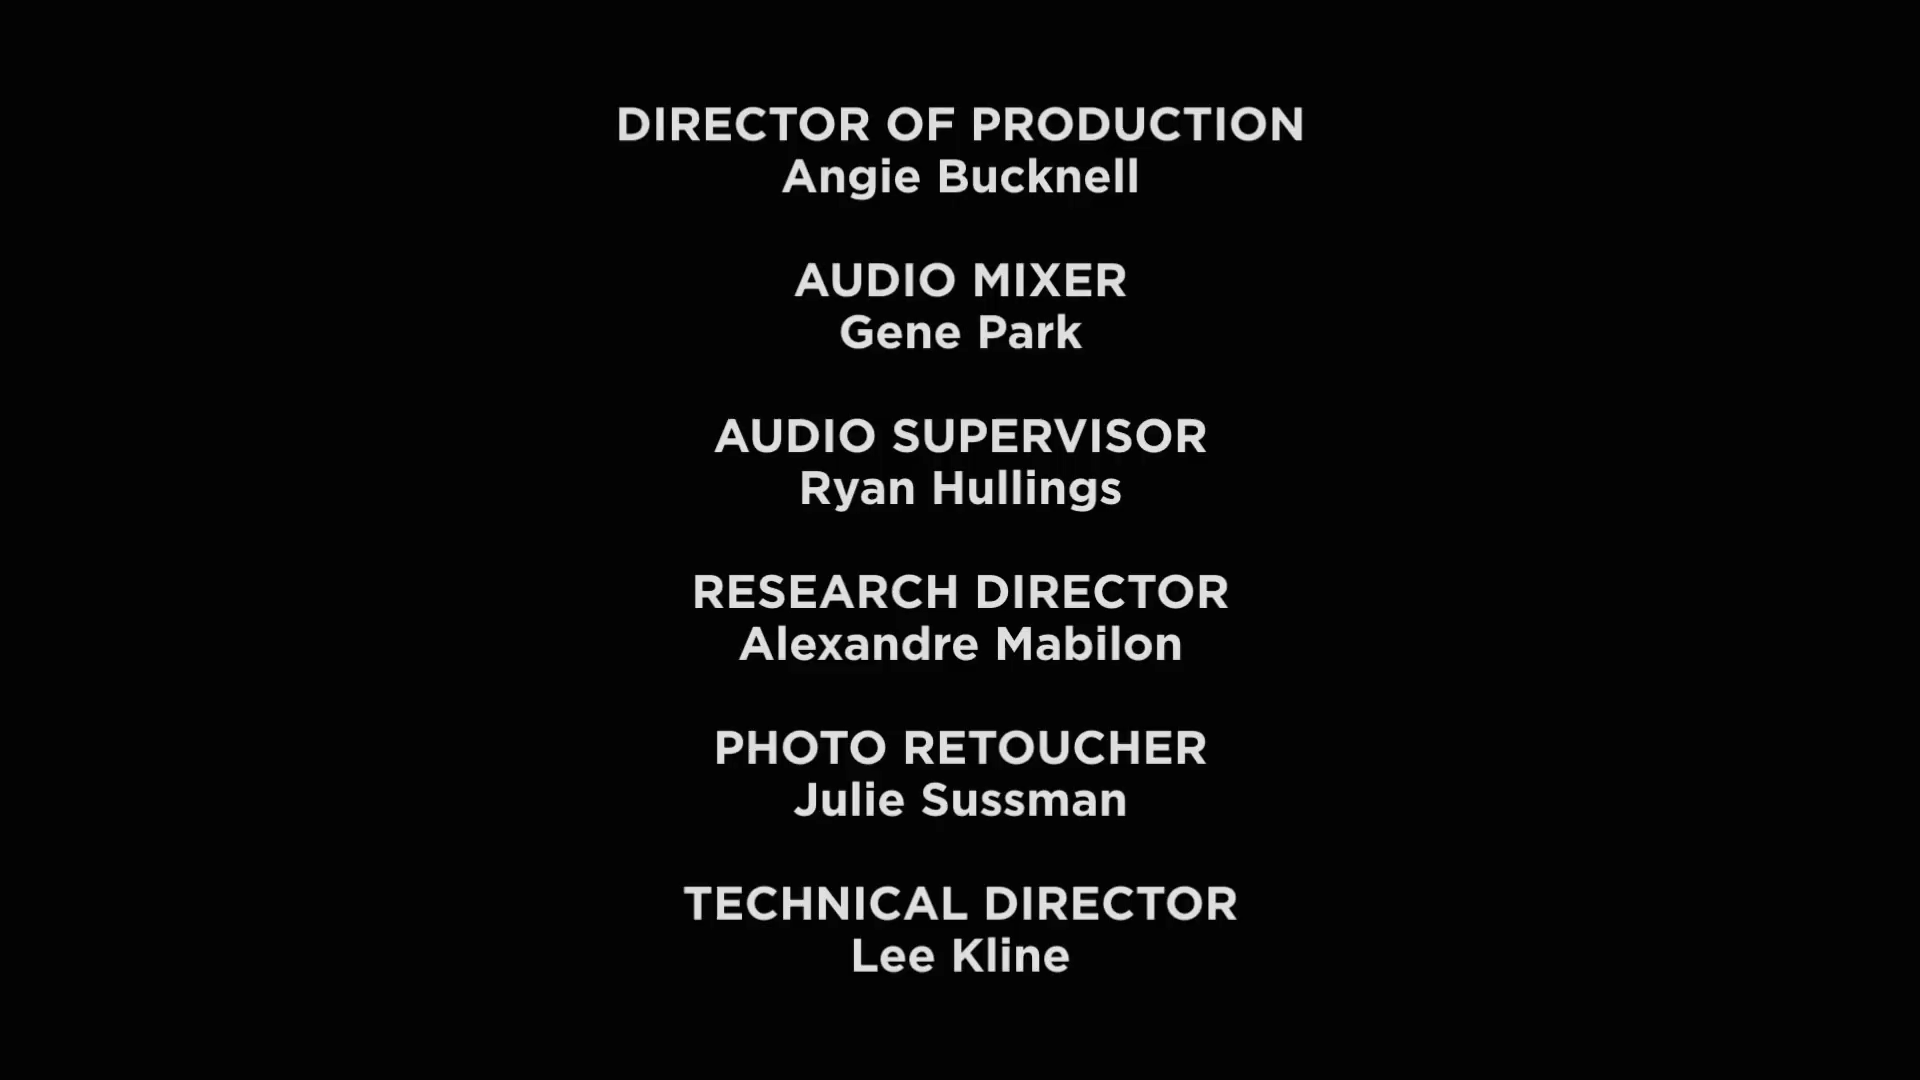 DIRECTOR OF PRODUCTION
Angie Bucknell
AUDIO MIXER
Gene Park
AUDIO SUPERVISOR
Ryan Hullings
RESEARCH DIRECTOR
Alexandre Mabilon
PHOTO RETOUCHER
Julie Sussman
TECHNICAL DIRECTOR
Lee Kline